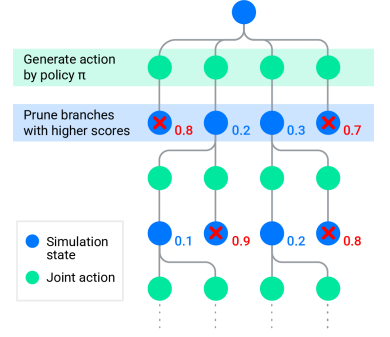 Generate action
by policy π
Prune branches
with higher scores
0.8
0.2
0.3
0.7
0.1
0.9
0.2
0.8
Simulation
state
Joint action